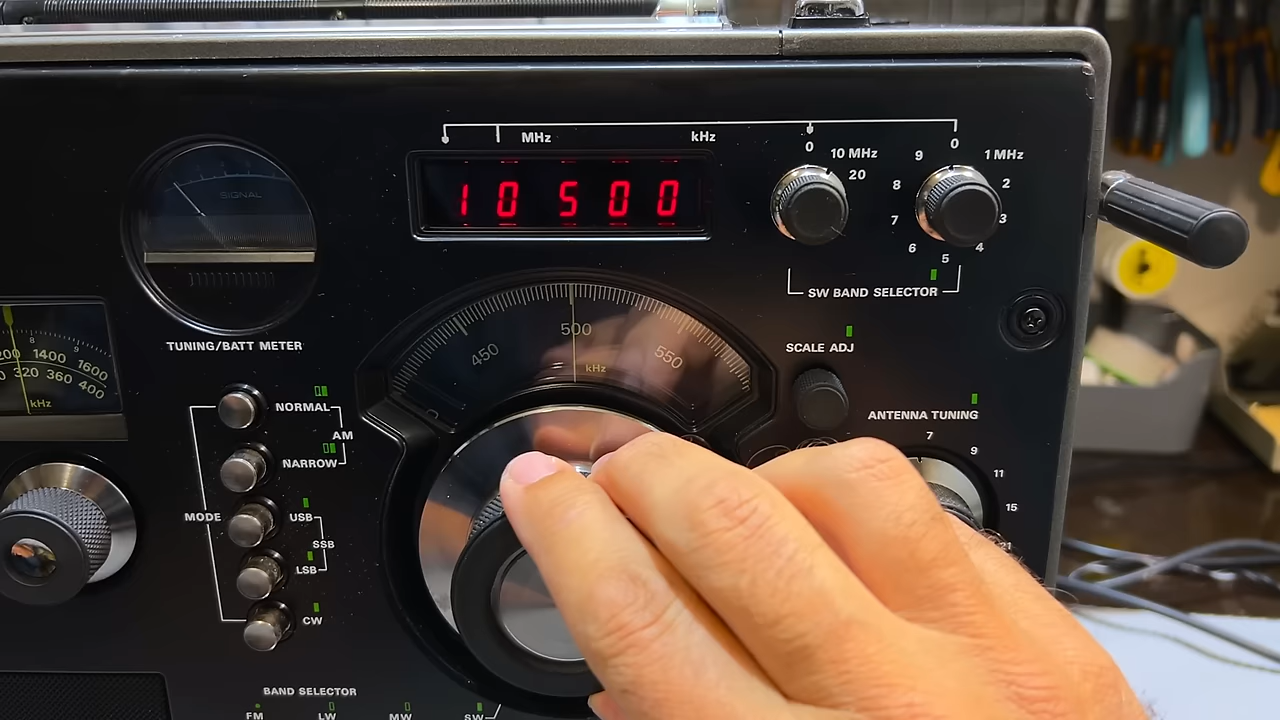 MHz kHz
0 0
10 MHz 9 1 MHz
20 8 2
7 3
6 4
5
10500
SIGNAL
SW BAND SELECTOR
TUNING/BATT METER
SCALE ADJ
450 500 550
kHz
8 9
200 1400 1600
320 360 400
kHz
NORMAL
AM
NARROW
MODE
USB
SSB
LSB
CW
ANTENNA TUNING
7
9
11
15
BAND SELECTOR
FM LW MW SW